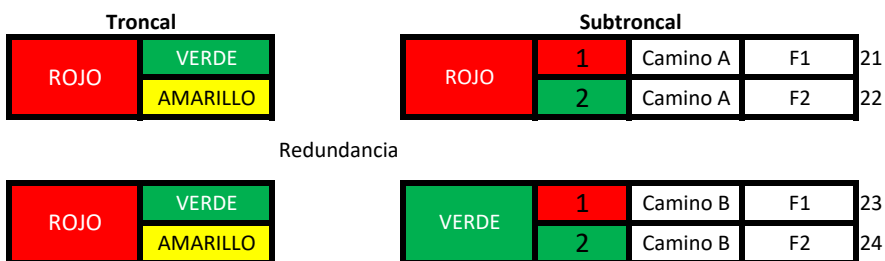 Troncal Subtroncal
ROJO VERDE ROJO 1 Camino A F1 21
AMARILLO 2 Camino A F2 22
Redundancia
ROJO VERDE VERDE 1 Camino B F1 23
AMARILLO 2 Camino B F2 24